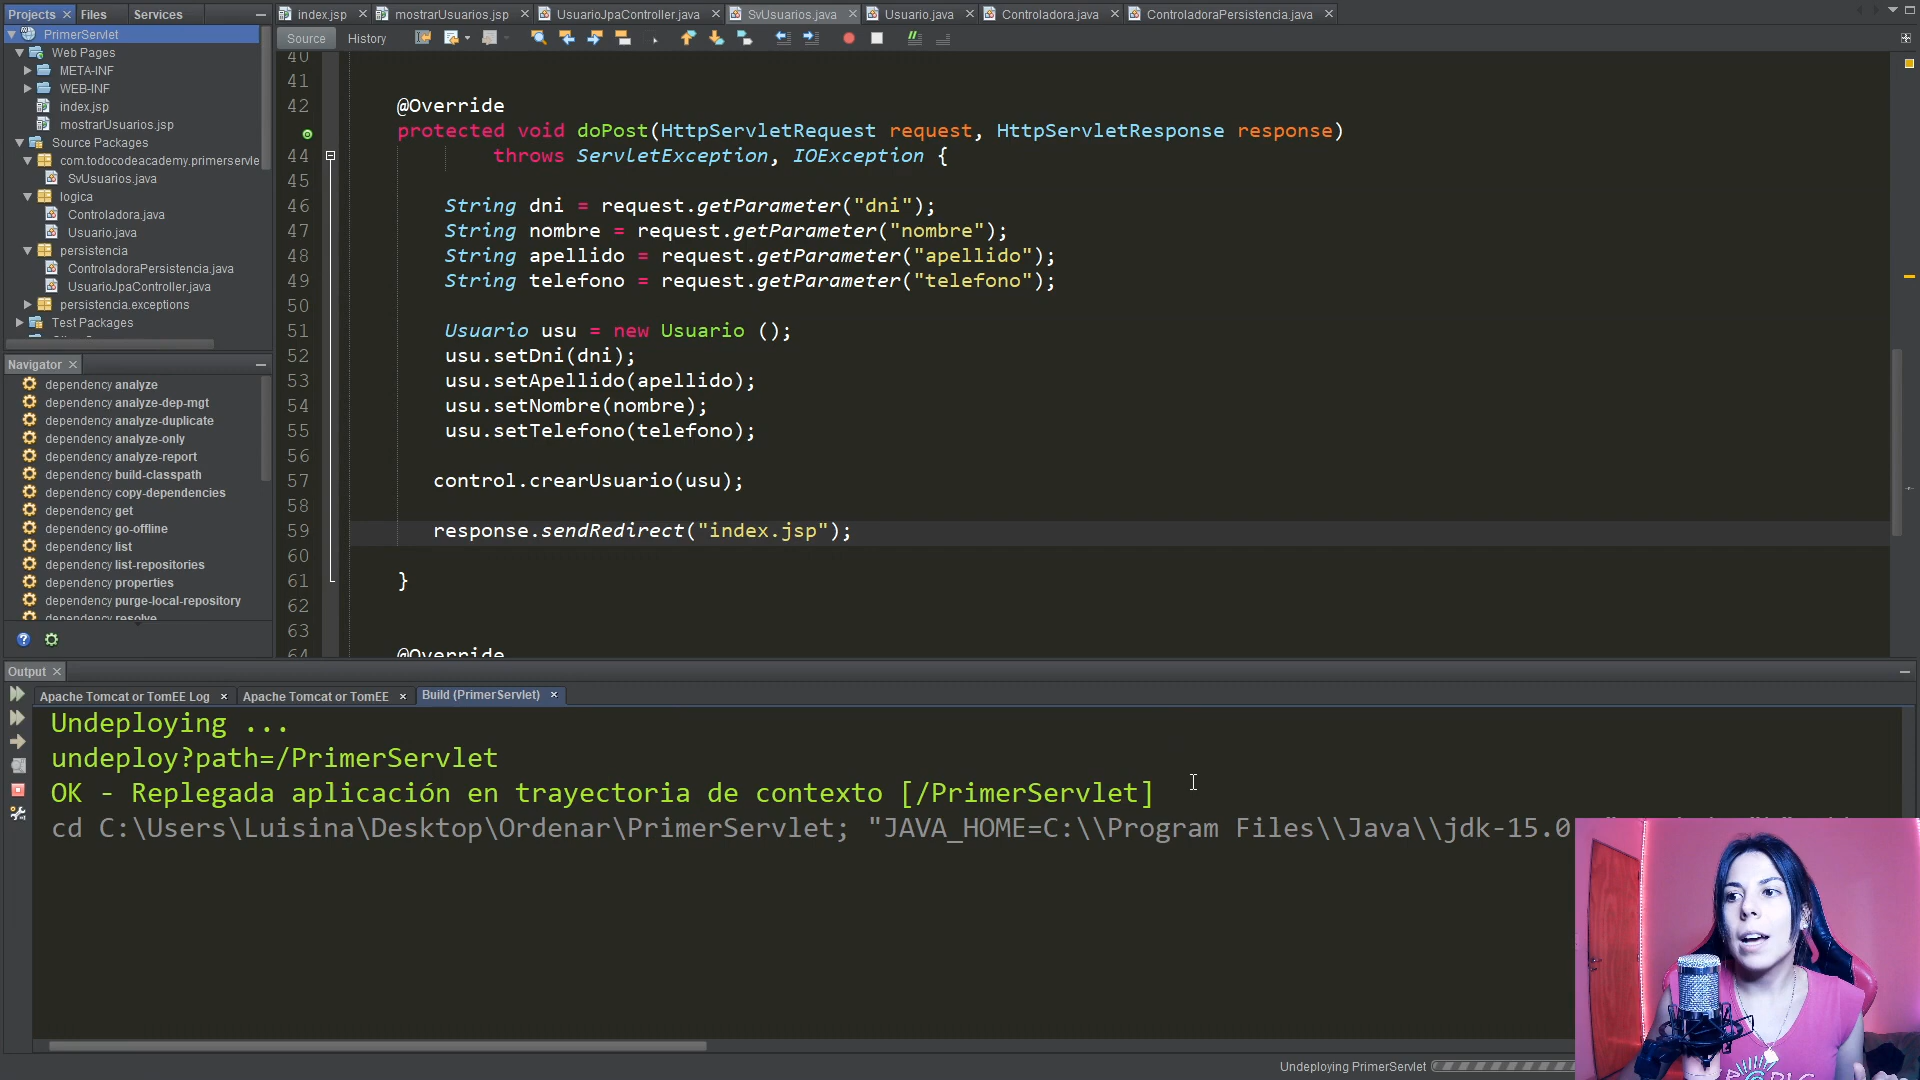 Projects
Files
Services
PrimerServlet
Web Pages
META-INF
WEB-INF
index.jsp
mostrarUsuarios.jsp
Source Packages
com.todocodeacademy.primerservle
SvUsuarios.java
logica
Controladora.java
Usuario.java
persistencia
ControladoraPersistencia.java
UsuarioJpaController.java
persistencia.exceptions
Test Packages
Navigator
dependency analyze
dependency analyze-dep-mgt
dependency analyze-duplicate
dependency analyze-only
dependency analyze-report
dependency build-classpath
dependency copy-dependencies
dependency get
dependency go-offline
dependency list
dependency list-repositories
dependency properties
dependency purge-local-repository
dependency resolve
index.jsp
mostrarUsuarios.jsp
UsuarioJpaController.java
SvUsuarios.java
Usuario.java
Controladora.java
ControladoraPersistencia.java
Source
History
40
41
42 @Override
protected void doPost(HttpServletRequest request, HttpServletResponse response)
44 throws ServletException, IOException {
45
46 String dni = request.getParameter("dni");
47 String nombre = request.getParameter("nombre");
48 String apellido = request.getParameter("apellido");
49 String telefono = request.getParameter("telefono");
50
51 Usuario usu = new Usuario ();
52 usu.setDni(dni);
53 usu.setApellido(apellido);
54 usu.setNombre(nombre);
55 usu.setTelefono(telefono);
56
57 control.crearUsuario(usu);
58
59 response.sendRedirect("index.jsp");
60
61 }
62
63
64 @Override
Output
Apache Tomcat or TomEE Log
Apache Tomcat or TomEE
Build (PrimerServlet)
Undeploying ...
undeploy?path=/PrimerServlet
OK - Replegada aplicación en trayectoria de contexto [/PrimerServlet]
cd C:\Users\Luisina\Desktop\Ordenar\PrimerServlet; "JAVA_HOME=C:\\Program Files\\Java\\jdk-15.0
Undeploying PrimerServlet